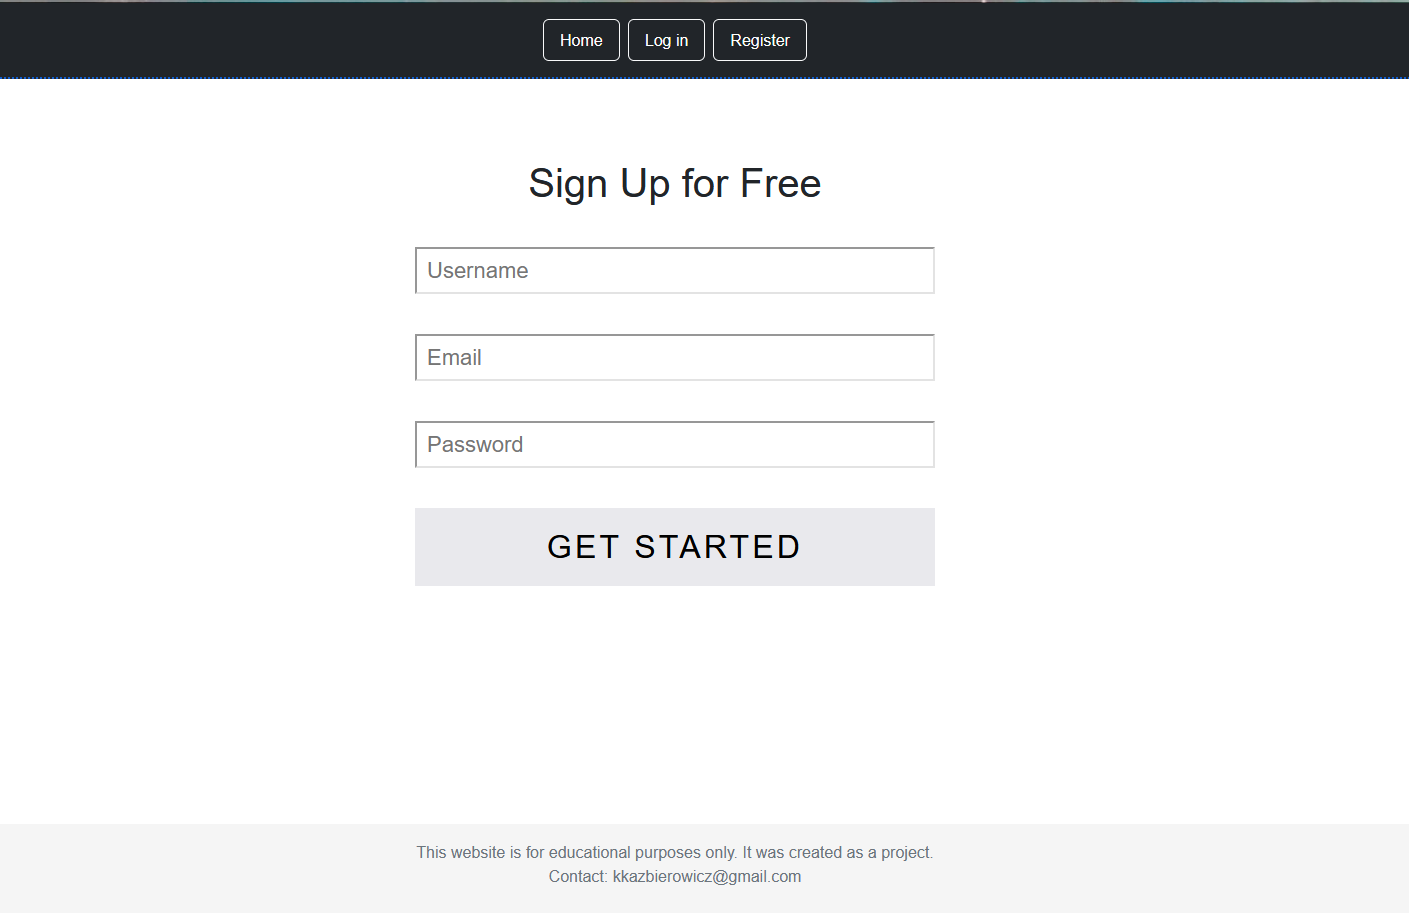 Home Log in Register
Sign Up for Free
Username
Email
Password
GET STARTED
This website is for educational purposes only. It was created as a project.
Contact: kkazbierowicz@gmail.com